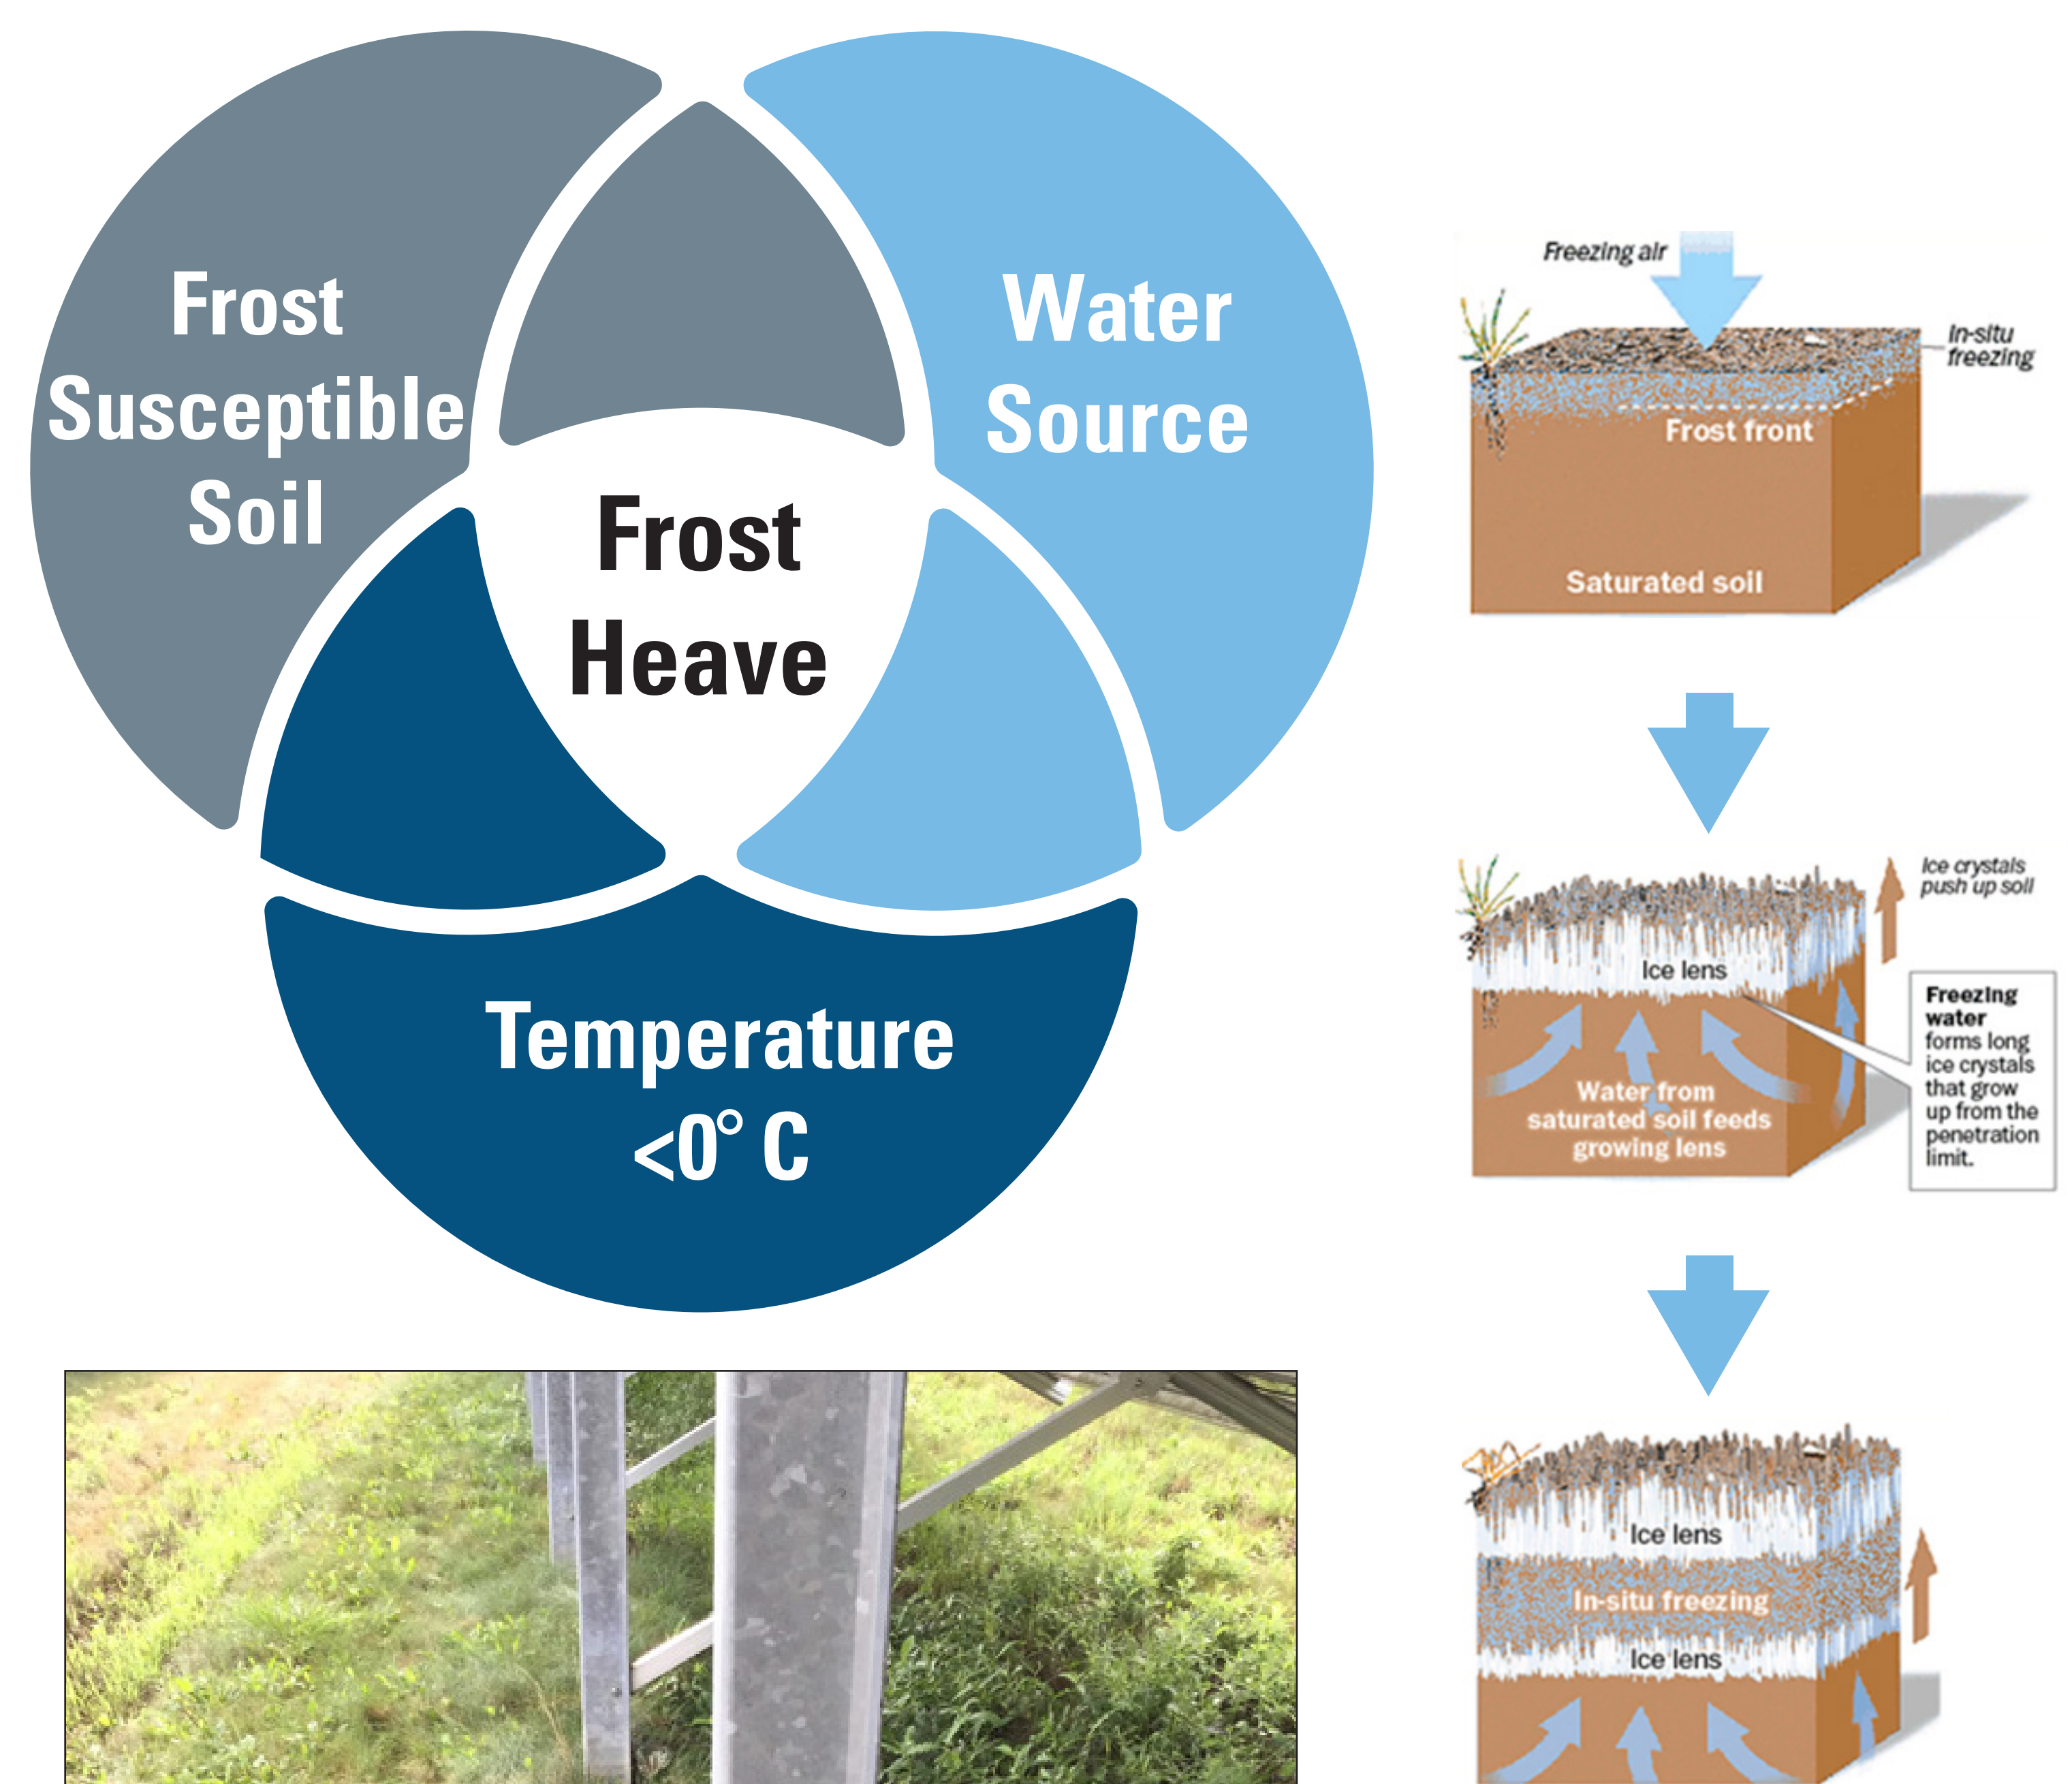 Frost
Susceptible
Soil
Water
Source
Frost
Heave
Temperature
<0° C
Freezing air
In-situ
freezing
Frost front
Saturated soil
Ice crystals
push up soil
Ice lens
Freezing
water
forms long
ice crystals
that grow
up from the
penetration
limit.
Water from
saturated soil feeds
growing lens
Ice lens
In-situ freezing
Ice lens